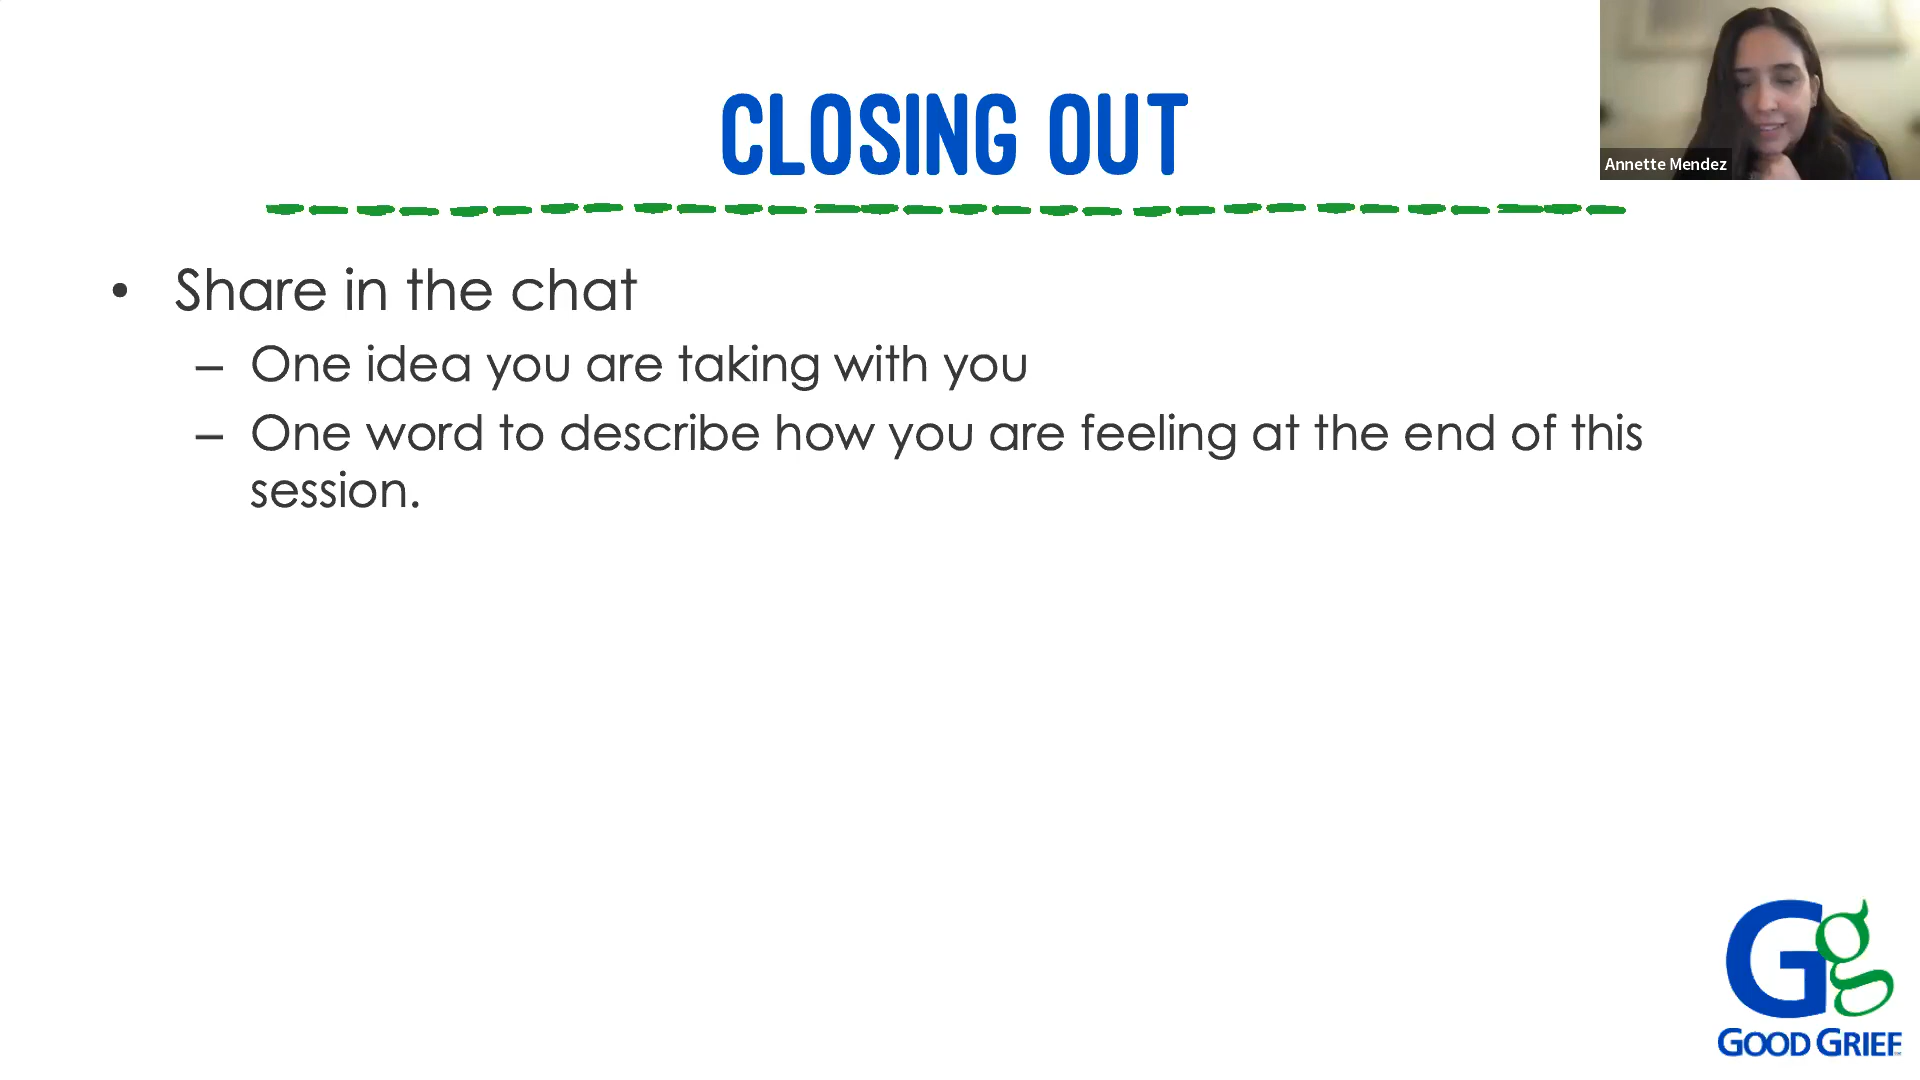 CLOSING OUT
Annette Mendez
• Share in the chat
– One idea you are taking with you
– One word to describe how you are feeling at the end of this
session.
Gg
GOOD GRIEF